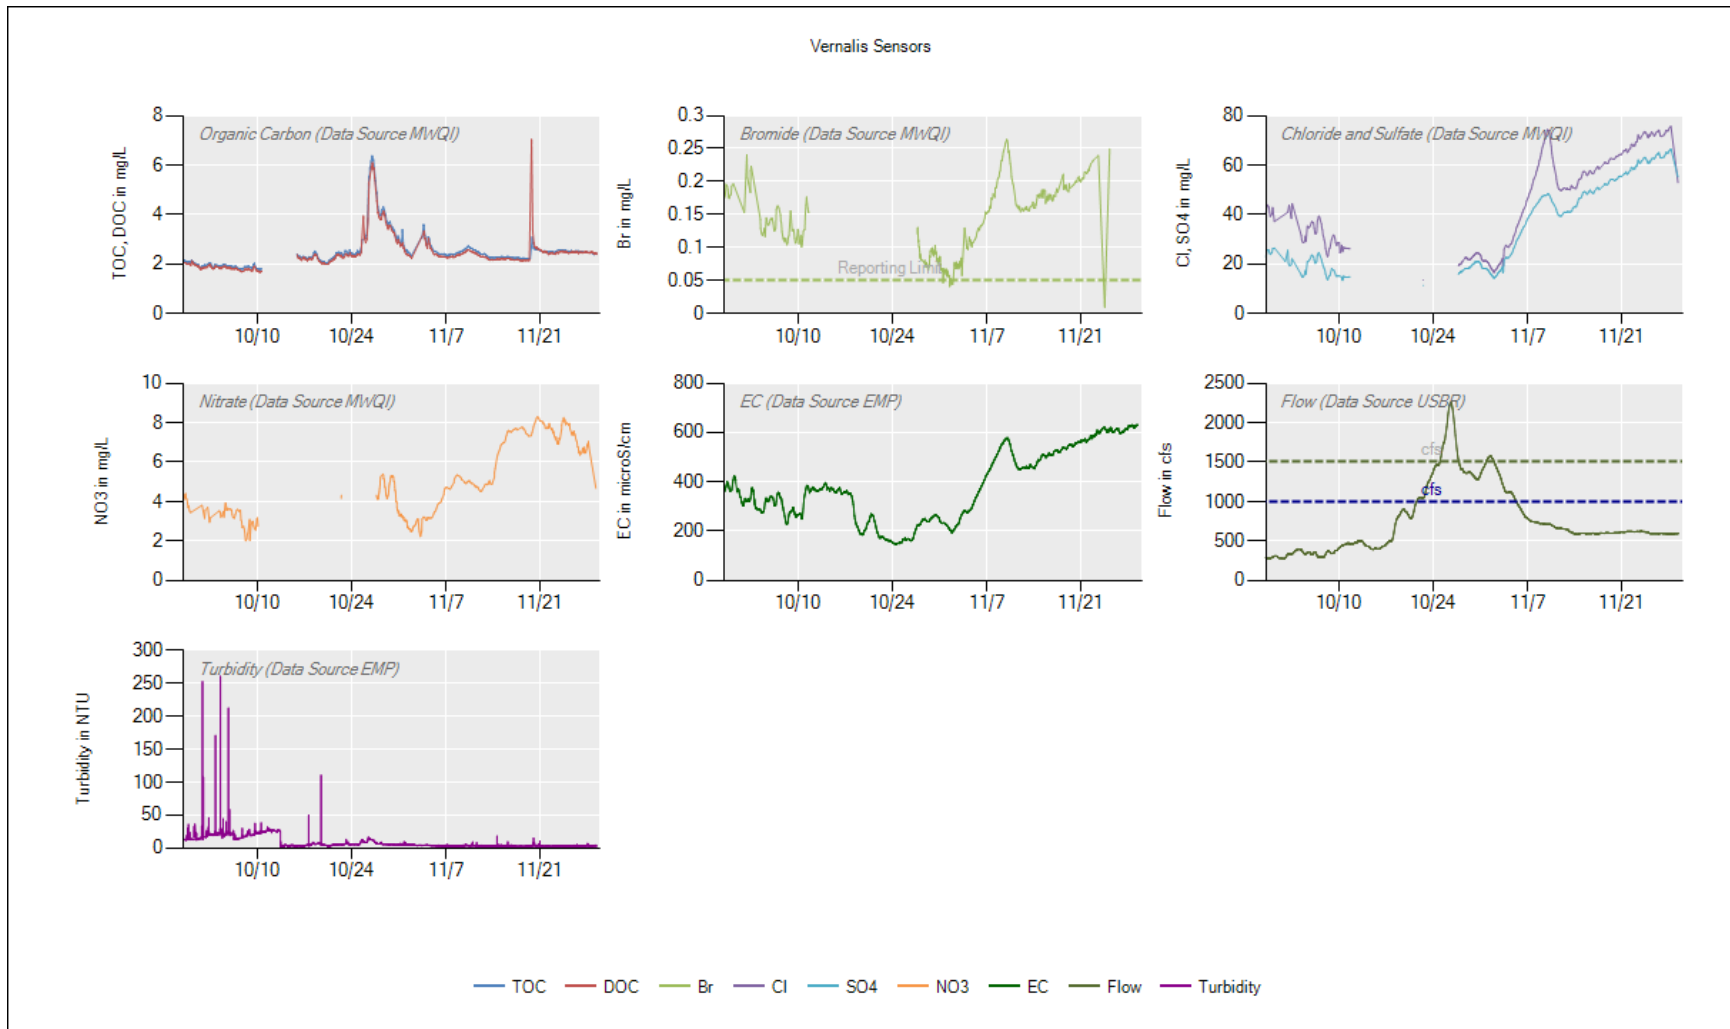 Vernalis Sensors
Organic Carbon (Data Source MWQI)
TOC, DOC in mg/L
8
6
4
2
0
10/10 10/24 11/7 11/21
Bromide (Data Source MWQI)
Br in mg/L
0.3
0.25
0.2
0.15
0.1
0.05
0
Reporting Limit
10/10 10/24 11/7 11/21
Chloride and Sulfate (Data Source MWQI)
Cl, SO4 in mg/L
80
60
40
20
0
10/10 10/24 11/7 11/21
Nitrate (Data Source MWQI)
NO3 in mg/L
10
8
6
4
2
0
10/10 10/24 11/7 11/21
EC (Data Source EMP)
EC in microS/cm
800
600
400
200
0
10/10 10/24 11/7 11/21
Flow (Data Source USBR)
Flow in cfs
2500
2000
1500
1000
500
0
cfs
cfs
10/10 10/24 11/7 11/21
Turbidity (Data Source EMP)
Turbidity in NTU
300
250
200
150
100
50
0
10/10 10/24 11/7 11/21
TOC DOC Br Cl SO4 NO3 EC Flow Turbidity